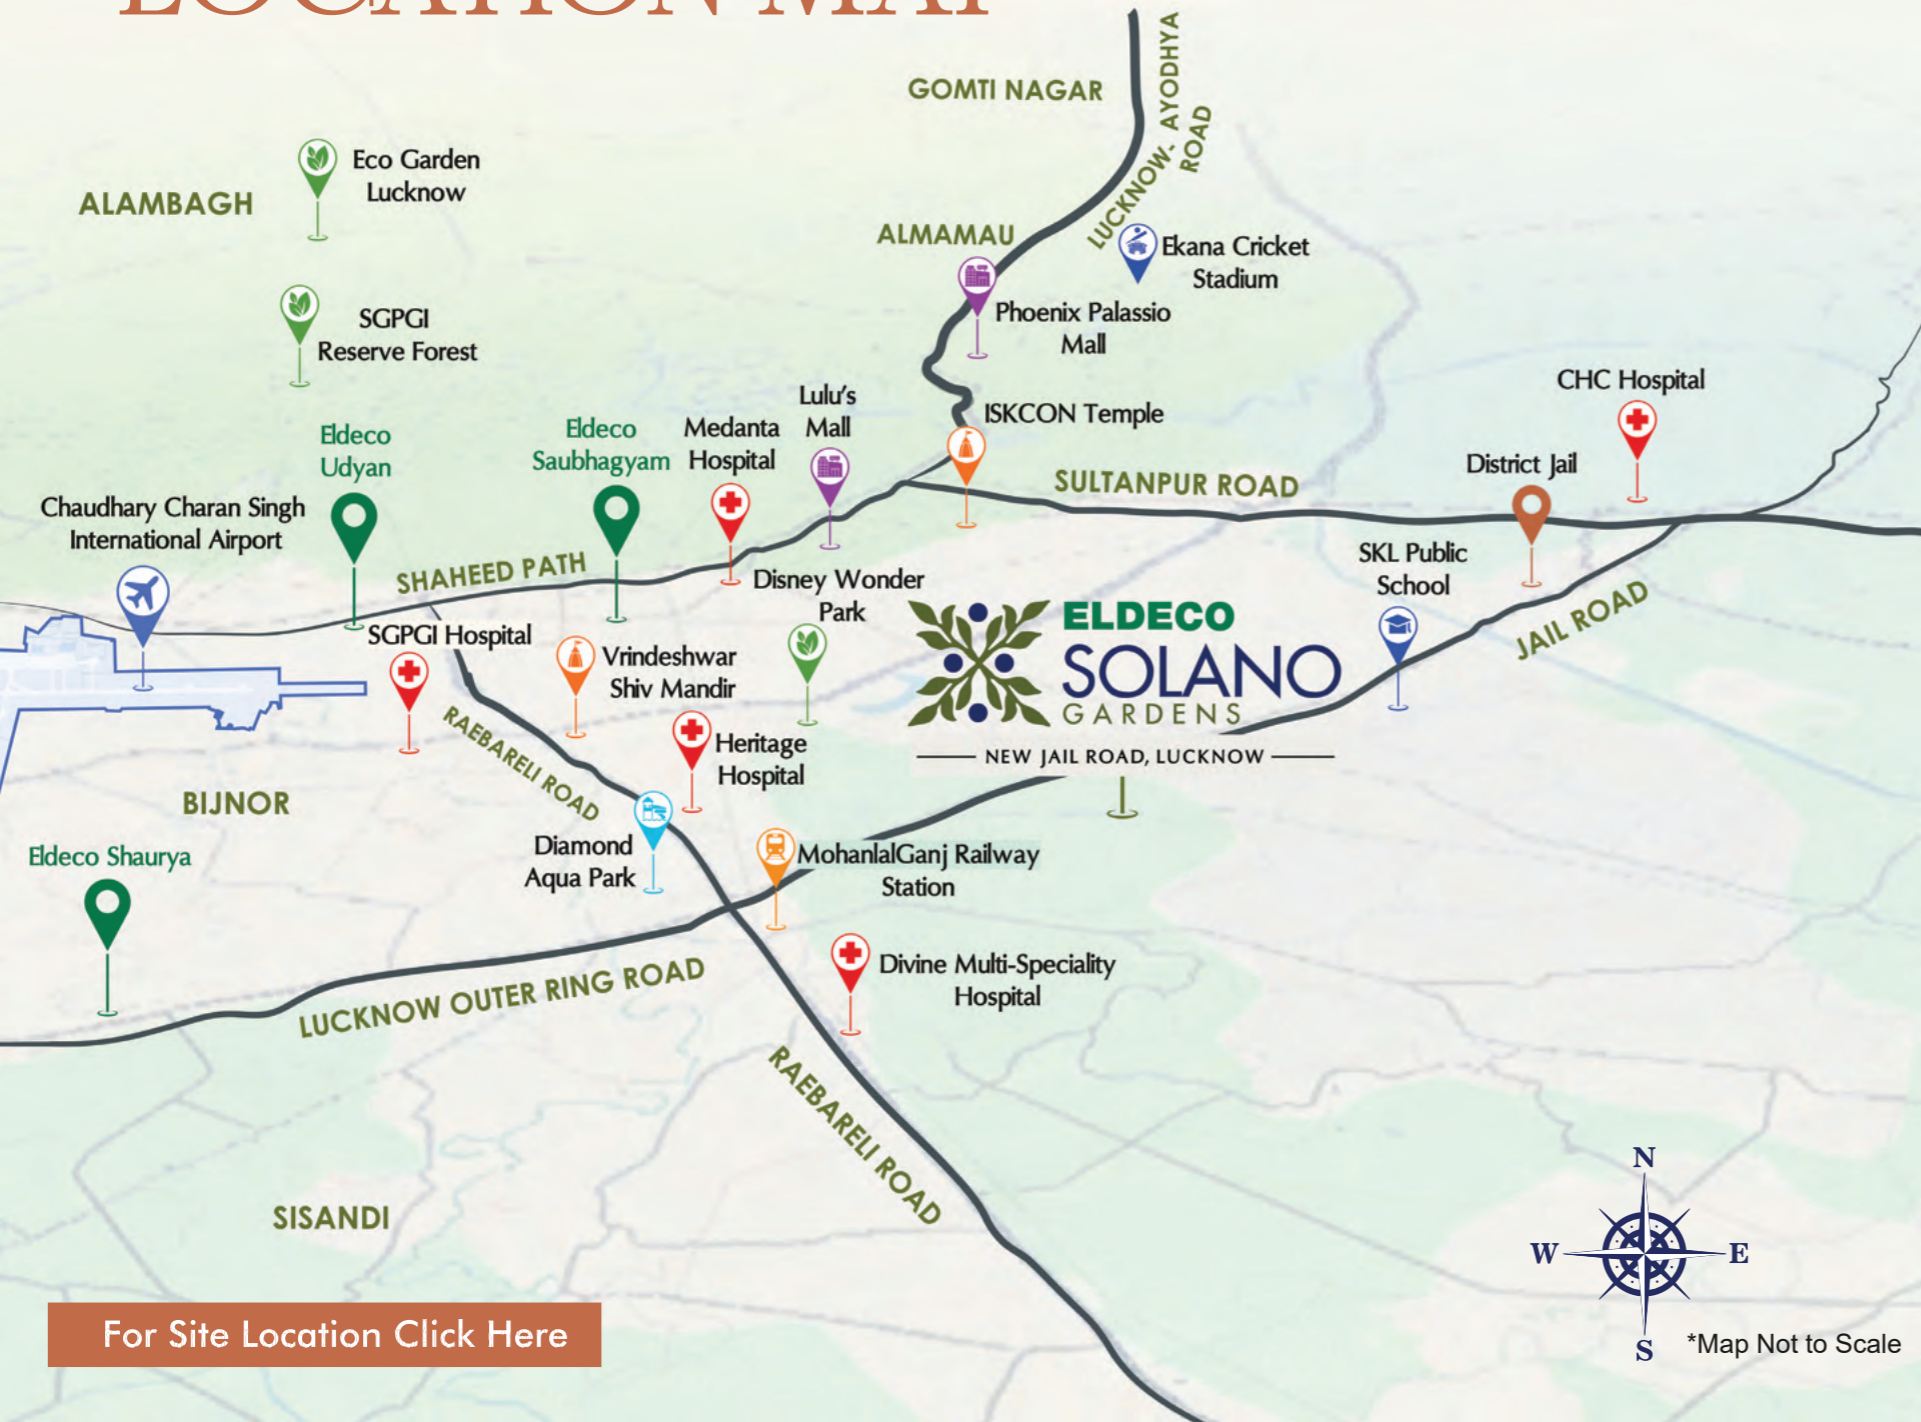 LOCATION MAP
GOMTI NAGAR
LUCKNOW- AYODHYA
ROAD
Eco Garden
Lucknow
ALAMBAGH
ALMAMAU
Ekana Cricket
Stadium
SGPGI
Reserve Forest
Phoenix Palassio
Mall
CHC Hospital
Lulu's
Mall
ISKCON Temple
Eldeco
Udyan
Eldeco
Saubhagyam
Medanta
Hospital
District Jail
SULTANPUR ROAD
Chaudhary Charan Singh
International Airport
SHAHEED PATH
SKL Public
School
Disney Wonder
Park
JAIL ROAD
SGPGI Hospital
ELDECO
SOLANO
GARDENS
NEW JAIL ROAD, LUCKNOW
Vrindeshwar
Shiv Mandir
RAEBARELI ROAD
Heritage
Hospital
BIJNOR
Diamond
Aqua Park
MohanlalGanj Railway
Station
Eldeco Shaurya
Divine Multi-Speciality
Hospital
LUCKNOW OUTER RING ROAD
RAEBARELI ROAD
SISANDI
N
W
E
S
For Site Location Click Here
*Map Not to Scale